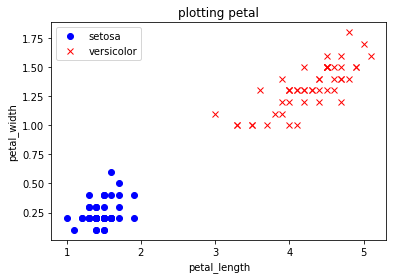 plotting petal
setosa
versicolor
petal_width
1.75
1.50
1.25
1.00
0.75
0.50
0.25
1
2
3
4
5
petal_length